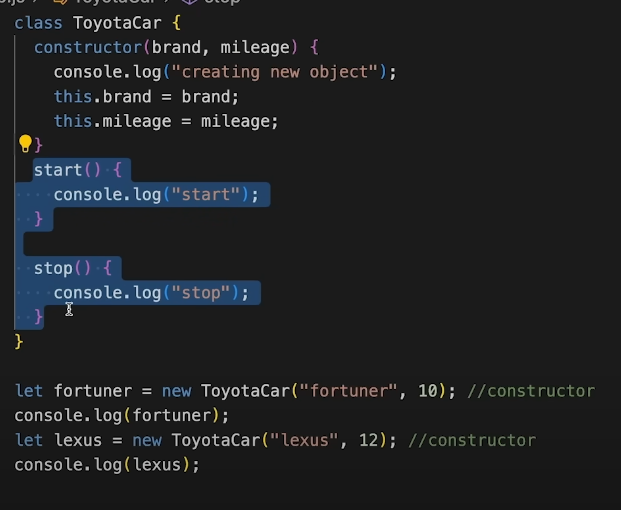 class ToyotaCar {
  constructor(brand, mileage) {
    console.log("creating new object");
    this.brand = brand;
    this.mileage = mileage;
  }
  start() {
    console.log("start");
  }

  stop() {
    console.log("stop");
  }
}

let fortuner = new ToyotaCar("fortuner", 10); //constructor
console.log(fortuner);
let lexus = new ToyotaCar("lexus", 12); //constructor
console.log(lexus);